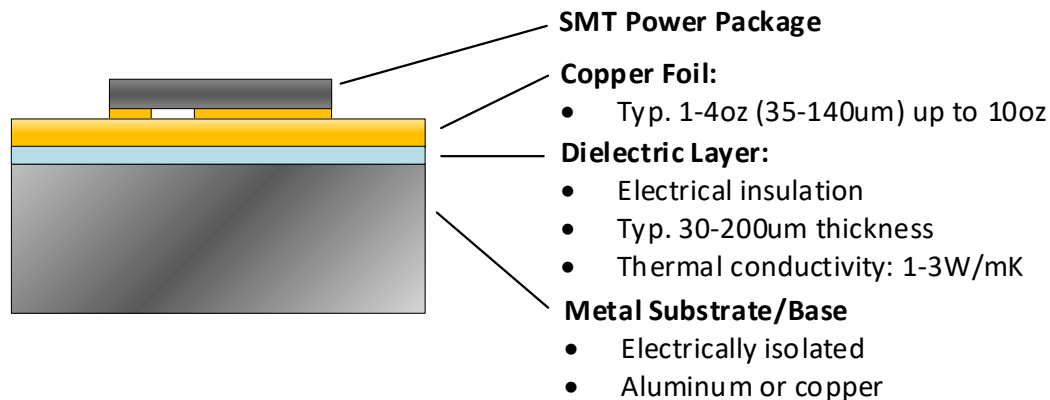 SMT Power Package
Copper Foil:
• Typ. 1-4oz (35-140um) up to 10oz
Dielectric Layer:
• Electrical insulation
• Typ. 30-200um thickness
• Thermal conductivity: 1-3W/mK
Metal Substrate/Base
• Electrically isolated
• Aluminum or copper